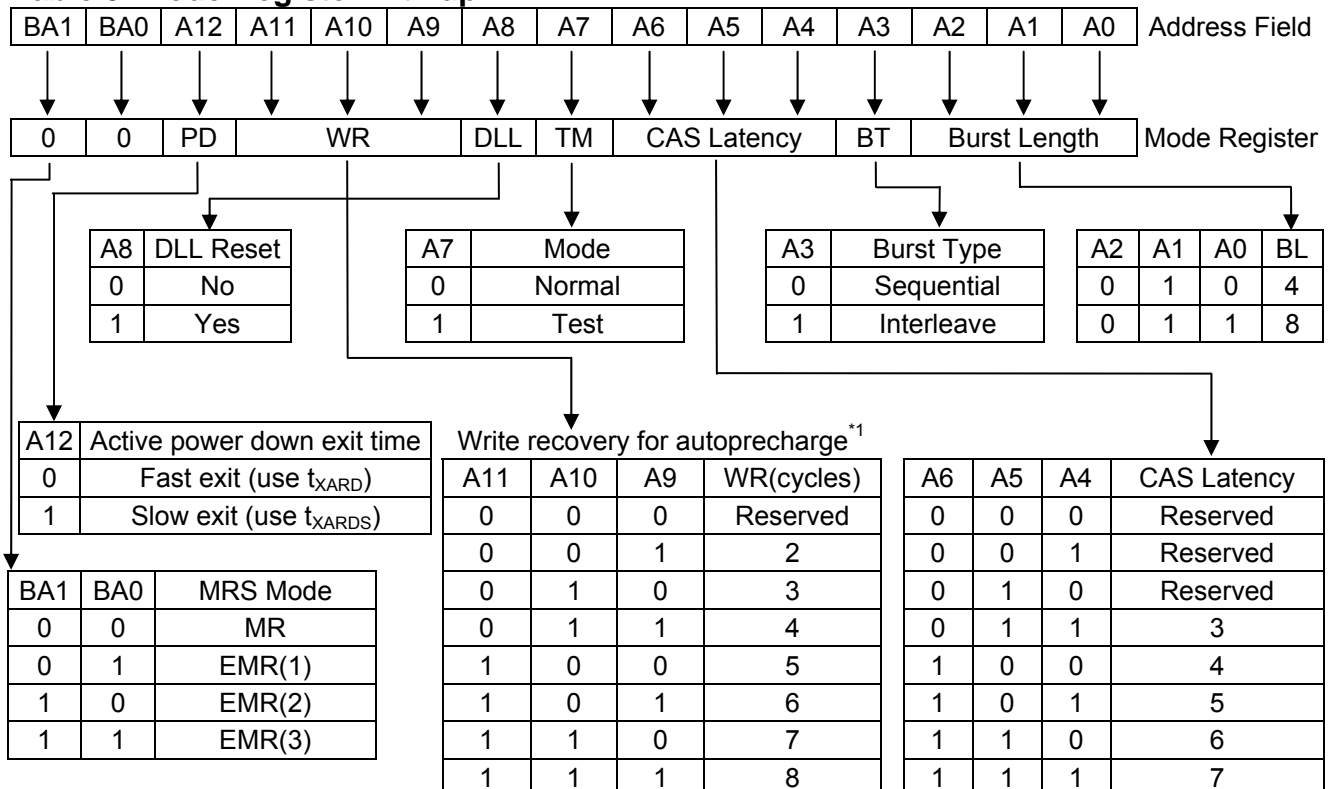 BA1 BA0 A12 A11 A10 A9 A8 A7 A6 A5 A4 A3 A2 A1 A0 Address Field
0 0 PD WR DLL TM CAS Latency BT Burst Length Mode Register
A8 DLL Reset
0 No
1 Yes
A7 Mode
0 Normal
1 Test
A3 Burst Type
0 Sequential
1 Interleave
A2 A1 A0 BL
0 1 0 4
0 1 1 8
A12 Active power down exit time
0 Fast exit (use tXARD)
1 Slow exit (use tXARDS)
BA1 BA0 MRS Mode
0 0 MR
0 1 EMR(1)
1 0 EMR(2)
1 1 EMR(3)
Write recovery for autoprecharge*1
A11 A10 A9 WR(cycles)
0 0 0 Reserved
0 0 1 2
0 1 0 3
0 1 1 4
1 0 0 5
1 0 1 6
1 1 0 7
1 1 1 8
A6 A5 A4 CAS Latency
0 0 0 Reserved
0 0 1 Reserved
0 1 0 Reserved
0 1 1 3
1 0 0 4
1 0 1 5
1 1 0 6
1 1 1 7